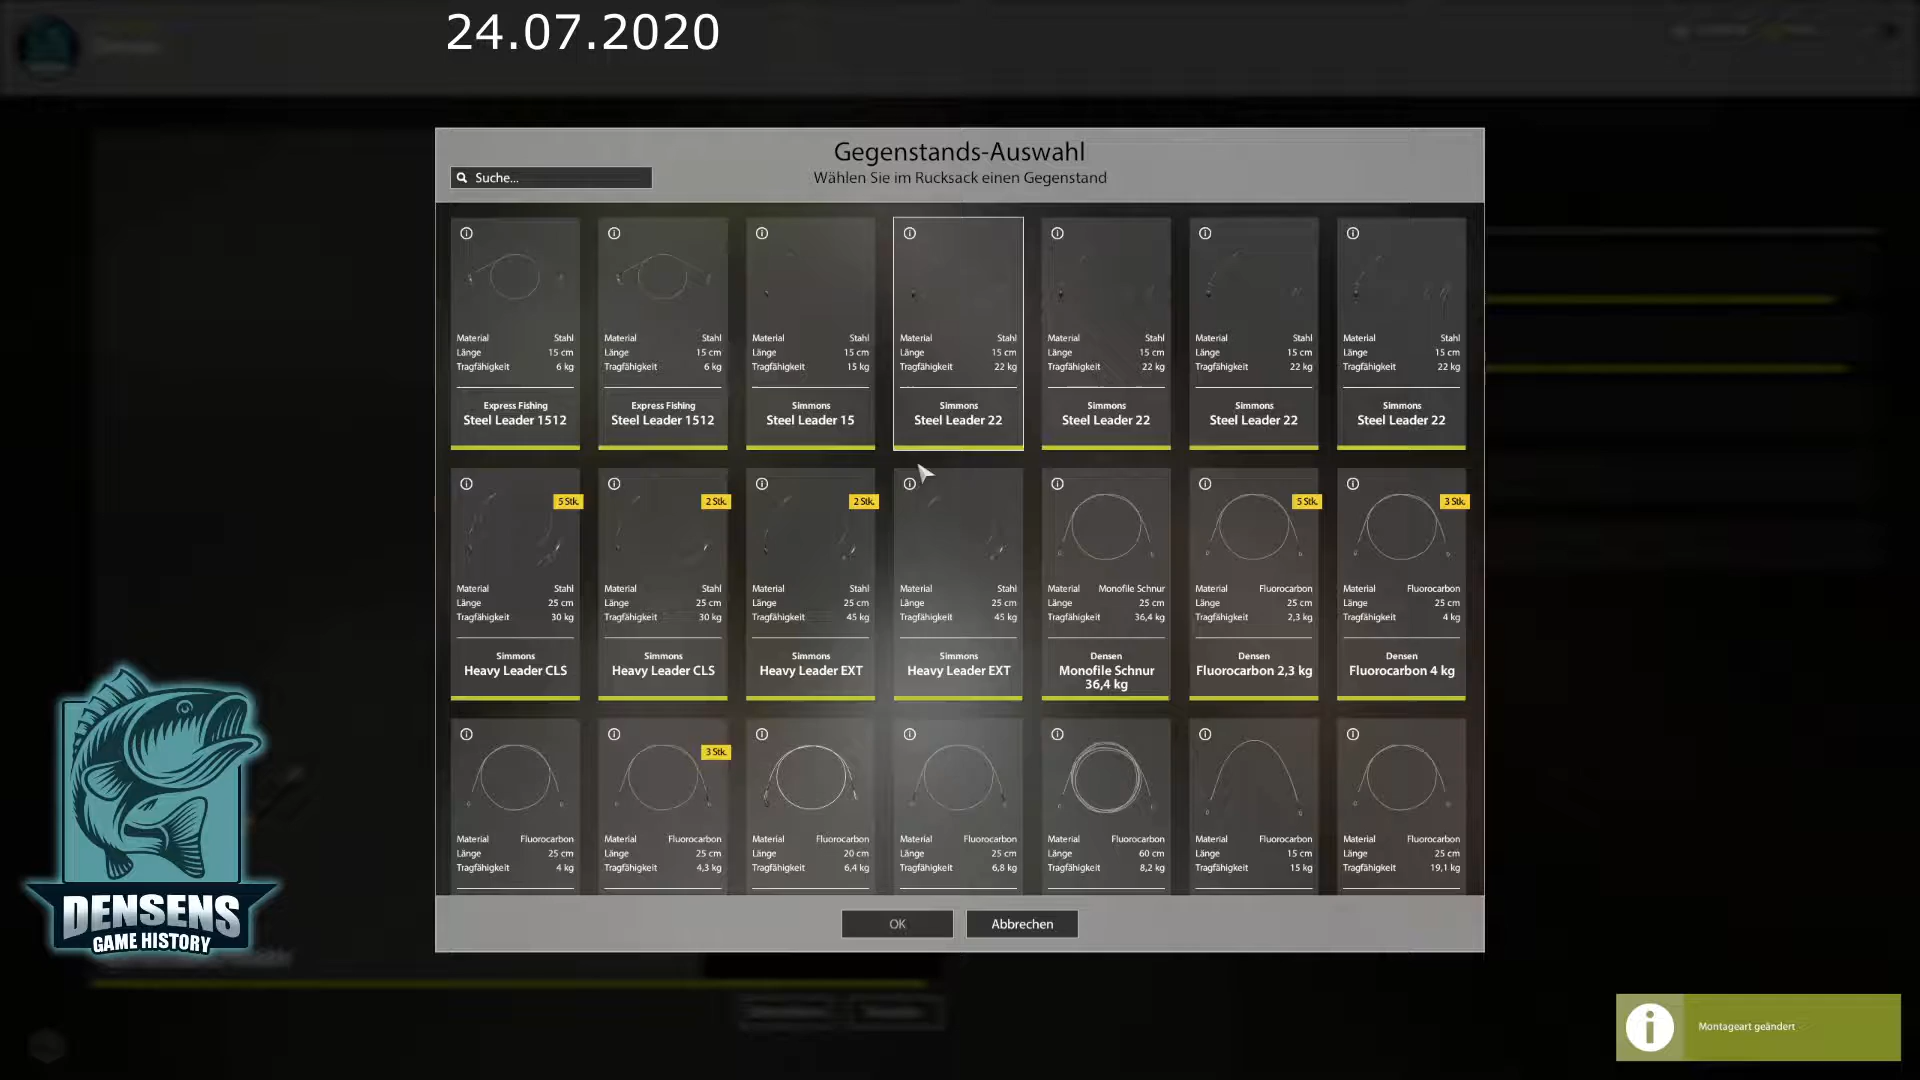 24.07.2020
Gegenstands-Auswahl
Suche...
Wählen Sie im Rucksack einen Gegenstand
Material Stahl
Länge 15 cm
Tragfähigkeit 6 kg
Express Fishing
Steel Leader 1512
Material Stahl
Länge 15 cm
Tragfähigkeit 6 kg
Express Fishing
Steel Leader 1512
Material Stahl
Länge 15 cm
Tragfähigkeit 15 kg
Simmons
Steel Leader 15
Material Stahl
Länge 15 cm
Tragfähigkeit 22 kg
Simmons
Steel Leader 22
Material Stahl
Länge 15 cm
Tragfähigkeit 22 kg
Simmons
Steel Leader 22
Material Stahl
Länge 15 cm
Tragfähigkeit 22 kg
Simmons
Steel Leader 22
Material Stahl
Länge 15 cm
Tragfähigkeit 22 kg
Simmons
Steel Leader 22
5 Stk.
Material Stahl
Länge 25 cm
Tragfähigkeit 30 kg
Simmons
Heavy Leader CLS
2 Stk.
Material Stahl
Länge 25 cm
Tragfähigkeit 30 kg
Simmons
Heavy Leader CLS
2 Stk.
Material Stahl
Länge 25 cm
Tragfähigkeit 45 kg
Simmons
Heavy Leader EXT
Material Stahl
Länge 25 cm
Tragfähigkeit 45 kg
Simmons
Heavy Leader EXT
Material Monofile Schnur
Länge 25 cm
Tragfähigkeit 36,4 kg
Densen
Monofile Schnur
36,4 kg
5 Stk.
Material Fluorocarbon
Länge 25 cm
Tragfähigkeit 2,3 kg
Densen
Fluorocarbon 2,3 kg
3 Stk.
Material Fluorocarbon
Länge 25 cm
Tragfähigkeit 4 kg
Densen
Fluorocarbon 4 kg
Material Fluorocarbon
Länge 25 cm
Tragfähigkeit 4 kg
3 Stk.
Material Fluorocarbon
Länge 25 cm
Tragfähigkeit 4,3 kg
Material Fluorocarbon
Länge 20 cm
Tragfähigkeit 6,4 kg
Material Fluorocarbon
Länge 25 cm
Tragfähigkeit 6,8 kg
Material Fluorocarbon
Länge 60 cm
Tragfähigkeit 8,2 kg
Material Fluorocarbon
Länge 15 cm
Tragfähigkeit 15 kg
Material Fluorocarbon
Länge 25 cm
Tragfähigkeit 19,1 kg
OK
Abbrechen
DENSENS
GAME HISTORY
Montageart geändert